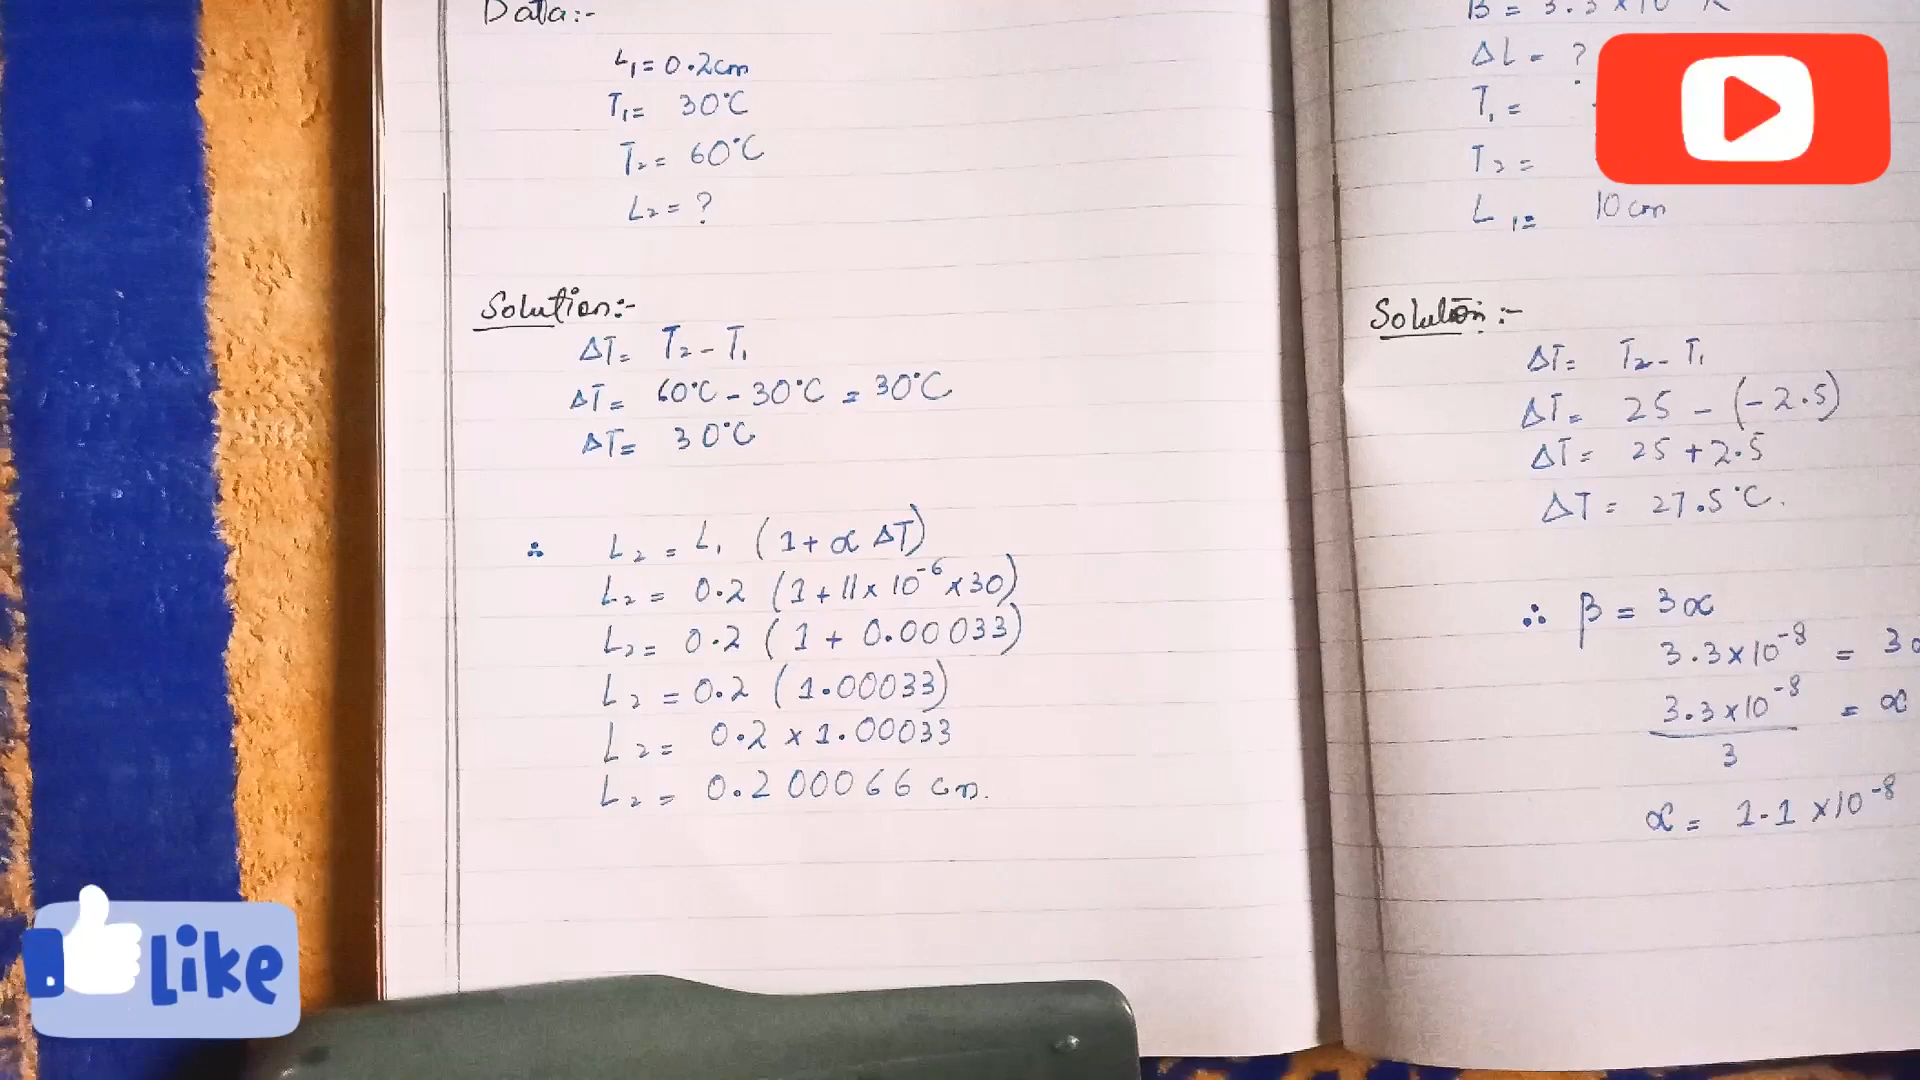 Data:-
L₁= 0.2cm
T₁= 30°C
T₂= 60°C
L₂= ?
Solution:-
ΔT= T₂-T₁
ΔT= 60°C-30°C = 30°C
ΔT= 30°C
∴ L₂=L₁ (1+∝ΔT)
L₂= 0.2 (1+11×10⁻⁶×30)
L₂= 0.2 (1+0.00033)
L₂=0.2 (1.00033)
L₂= 0.2×1.00033
L₂= 0.200066 cm.
ΔL= ?
T₁=
T₂=
L₁= 10cm
Solution:-
ΔT= T₂-T₁
ΔT= 25-(-2.5)
ΔT= 25+2.5
ΔT= 27.5°C.
∴ β=3∝
3.3×10⁻⁸ = 3∝
3.3×10⁻⁸ = ∝
3
∝= 1.1×10⁻⁸
Like